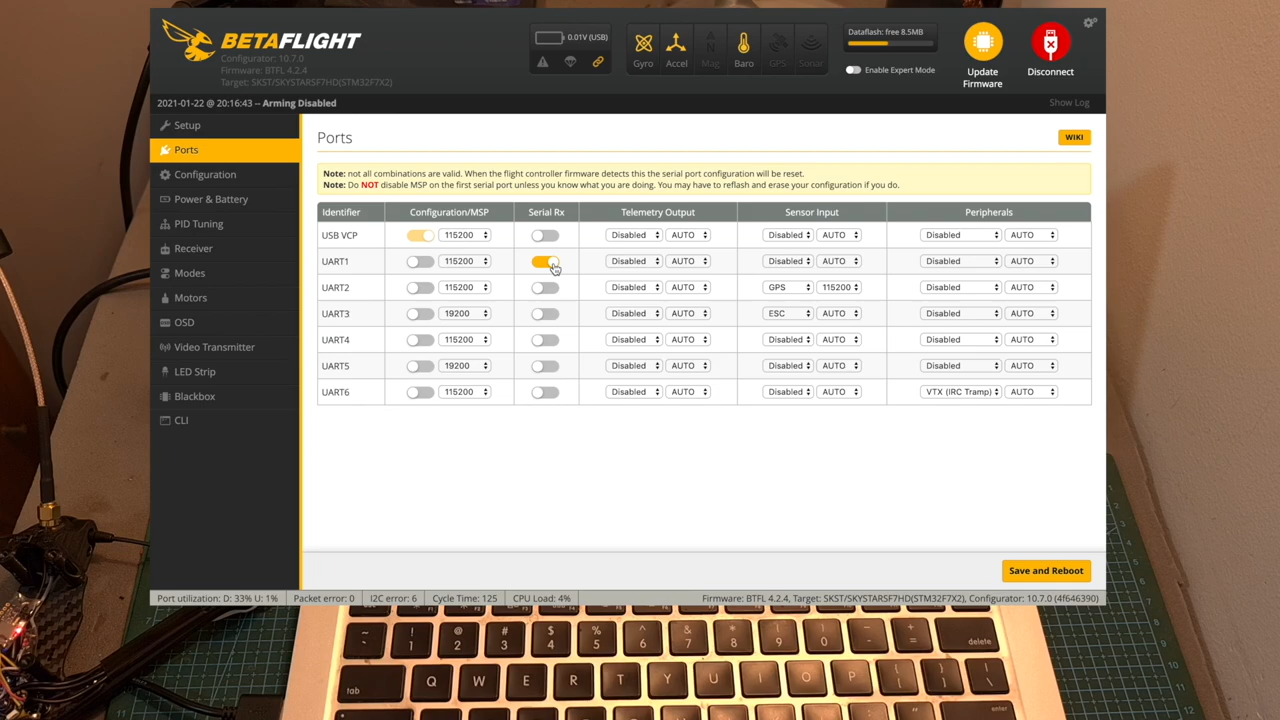 BETAFLIGHT
Configurator: 10.7.0
Firmware: BTFL 4.2.4
Target: SKST/SKYSTARSF7HD(STM32F7X2)
0.01V (USB)
Gyro Accel Mag Baro GPS Sonar
Dataflash: free 8.5MB
Enable Expert Mode
Update Firmware
Disconnect
2021-01-22 @ 20:16:43 -- Arming Disabled
Show Log
Setup
Ports
Configuration
Power & Battery
PID Tuning
Receiver
Modes
Motors
OSD
Video Transmitter
LED Strip
Blackbox
CLI
Ports
WIKI
Note: not all combinations are valid. When the flight controller firmware detects this the serial port configuration will be reset.
Note: Do NOT disable MSP on the first serial port unless you know what you are doing. You may have to reflash and erase your configuration if you do.
Identifier Configuration/MSP Serial Rx Telemetry Output Sensor Input Peripherals
USB VCP 115200 Disabled AUTO Disabled AUTO Disabled AUTO
UART1 115200 Disabled AUTO Disabled AUTO Disabled AUTO
UART2 115200 Disabled AUTO GPS 115200 Disabled AUTO
UART3 19200 Disabled AUTO ESC AUTO Disabled AUTO
UART4 115200 Disabled AUTO Disabled AUTO Disabled AUTO
UART5 19200 Disabled AUTO Disabled AUTO Disabled AUTO
UART6 115200 Disabled AUTO Disabled AUTO VTX (IRC Tramp) AUTO
Save and Reboot
Port utilization: D: 33% U: 1% Packet error: 0 I2C error: 6 Cycle Time: 125 CPU Load: 4% Firmware: BTFL 4.2.4, Target: SKST/SKYSTARSF7HD(STM32F7X2), Configurator: 10.7.0 (4f646390)
~ ! @ # $ % ^ & * ( ) _ +
` 1 2 3 4 5 6 7 8 9 0 - = delete
tab Q W E R T Y U I O P { } |